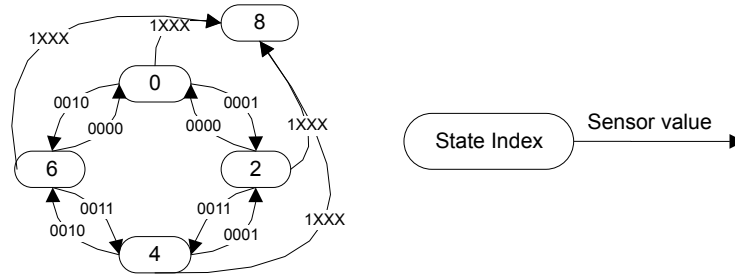 8
1XXX
1XXX
0
0010
0001
0000
0000
1XXX
6
2
State Index
Sensor value
0011
0011
0010
0001
1XXX
4